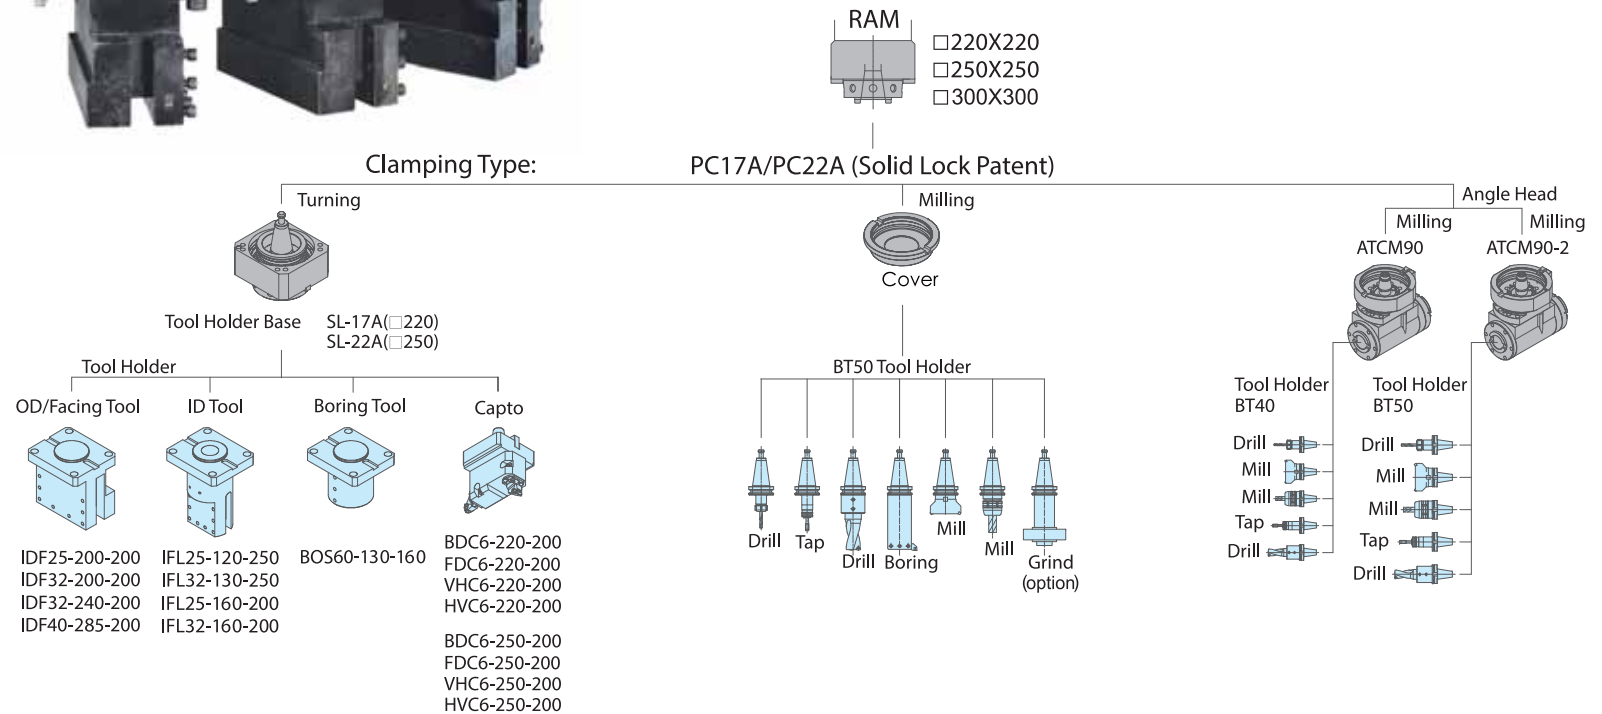 RAM
□220X220
□250X250
□300X300
Clamping Type: PC17A/PC22A (Solid Lock Patent)
Turning
Milling
Angle Head
Milling
Milling
ATCM90
ATCM90-2
Cover
Tool Holder Base SL-17A(□220)
SL-22A(□250)
Tool Holder
OD/Facing Tool
ID Tool
Boring Tool
Capto
IDF25-200-200
IDF32-200-200
IDF32-240-200
IDF40-285-200
IFL25-120-250
IFL32-130-250
IFL25-160-200
IFL32-160-200
BOS60-130-160
BDC6-220-200
FDC6-220-200
VHC6-220-200
HVC6-220-200
BDC6-250-200
FDC6-250-200
VHC6-250-200
HVC6-250-200
BT50 Tool Holder
Drill
Tap
Drill
Boring
Mill
Mill
Grind
(option)
Tool Holder
BT40
Drill
Mill
Mill
Tap
Drill
Tool Holder
BT50
Drill
Mill
Mill
Tap
Drill